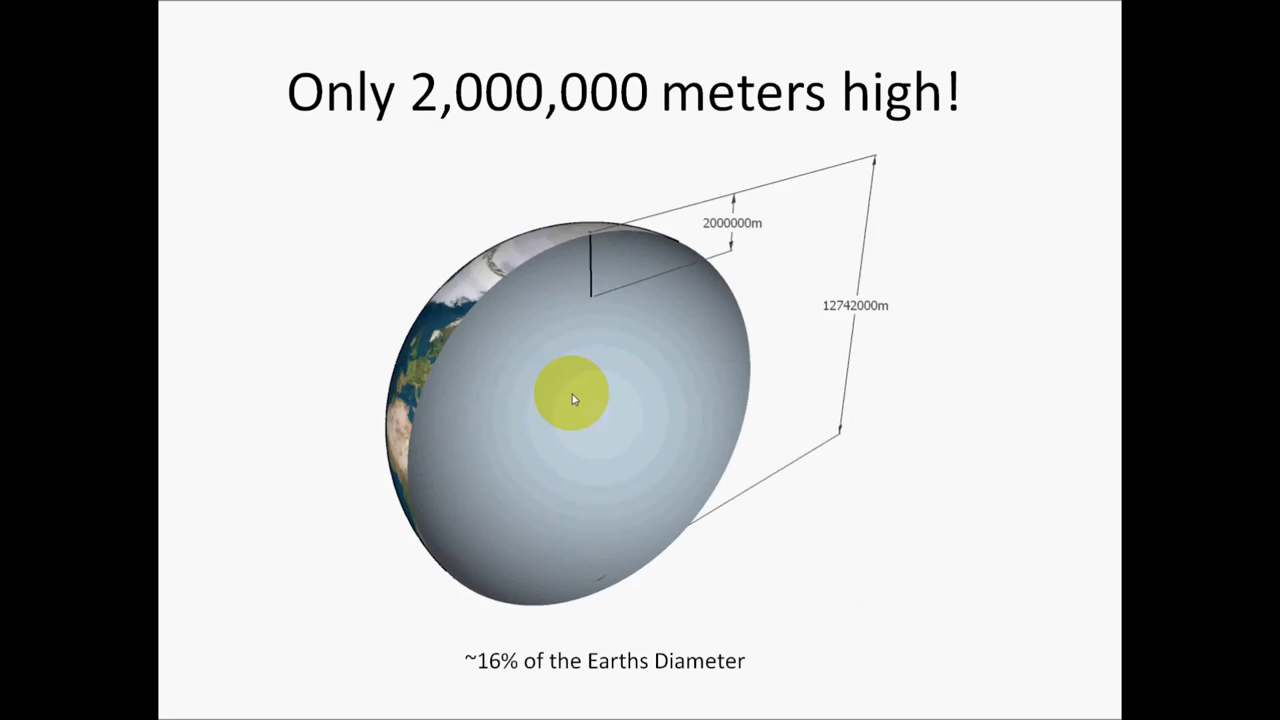 Only 2,000,000 meters high!
2000000m
12742000m
~16% of the Earths Diameter